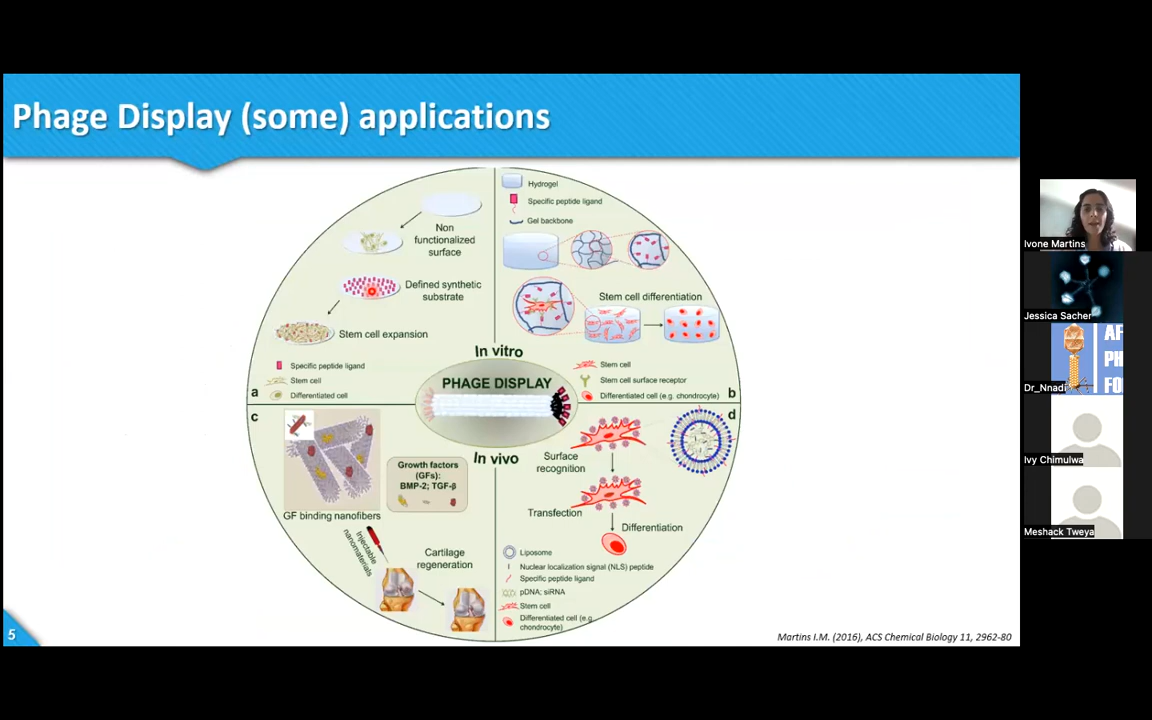 Phage Display (some) applications
Non
functionalized
surface
Defined synthetic
substrate
Stem cell expansion
Specific peptide ligand
Stem cell
Differentiated cell
a
Hydrogel
Specific peptide ligand
Gel backbone
Stem cell differentiation
Stem cell
Stem cell surface receptor
Differentiated cell (e.g. chondrocyte)
b
In vitro
PHAGE DISPLAY
In vivo
c
Growth factors
(GFs):
BMP-2; TGF-β
GF binding nanofibers
Injectable
nanomaterials
Cartilage
regeneration
d
Surface
recognition
Transfection
Differentiation
Liposome
Nuclear localization signal (NLS) peptide
Specific peptide ligand
pDNA; siRNA
Stem cell
Differentiated cell (e.g.
chondrocyte)
5
Martins I.M. (2016), ACS Chemical Biology 11, 2962-80
Ivone Martins
Jessica Sacher
AF
PH
FO
Dr_Nnadi
Ivy Chimulwa
Meshack Tweya